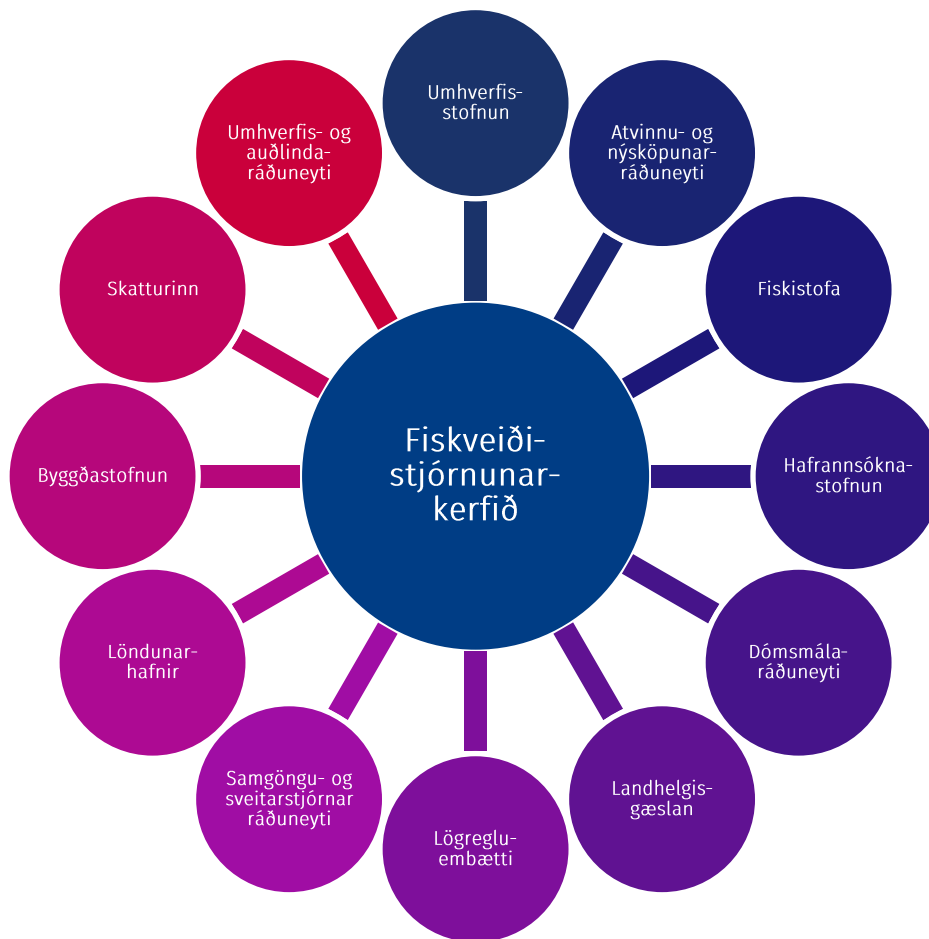 Umhverfis-
stofnun
Atvinnu- og
nýsköpunar-
ráðuneyti
Fiskistofa
Hafrannsókna-
stofnun
Dómsmála-
ráðuneyti
Landhelgis-
gæslan
Lögreglu-
embætti
Samgöngu- og
sveitarstjórnar
ráðuneyti
Löndunar-
hafnir
Byggðastofnun
Skatturinn
Umhverfis- og
auðlinda-
ráðuneyti
Fiskveiði-
stjórnunar-
kerfið